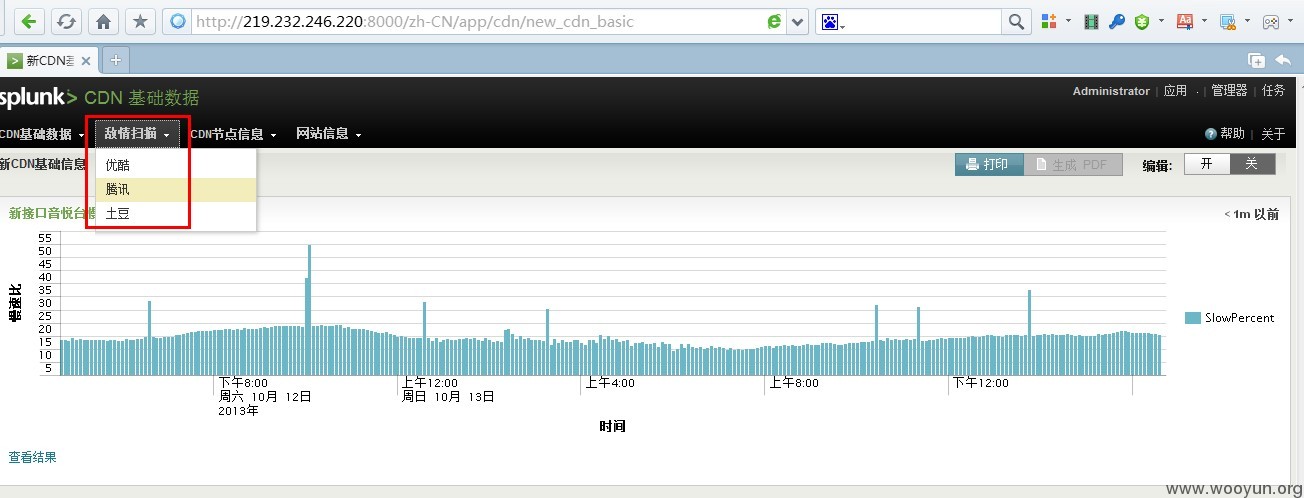 http://219.232.246.220:8000/zh-CN/app/cdn/new_cdn_basic
新CDN基
splunk> CDN 基础数据
Administrator | 应用 | 管理器 | 任务
CDN基础数据 敌情扫描 CDN节点信息 网站信息
帮助 | 关于
新CDN基础信息
打印 生成 PDF 编辑: 开 关
优酷
腾讯
土豆
新接口音悦台慢
< 1m 以前
慢速比
55
50
45
40
35
30
25
20
15
10
5
SlowPercent
下午8:00 上午12:00 上午4:00 上午8:00 下午12:00
周六 10月 12日 周日 10月 13日
2013年
时间
查看结果
www.wooyun.org